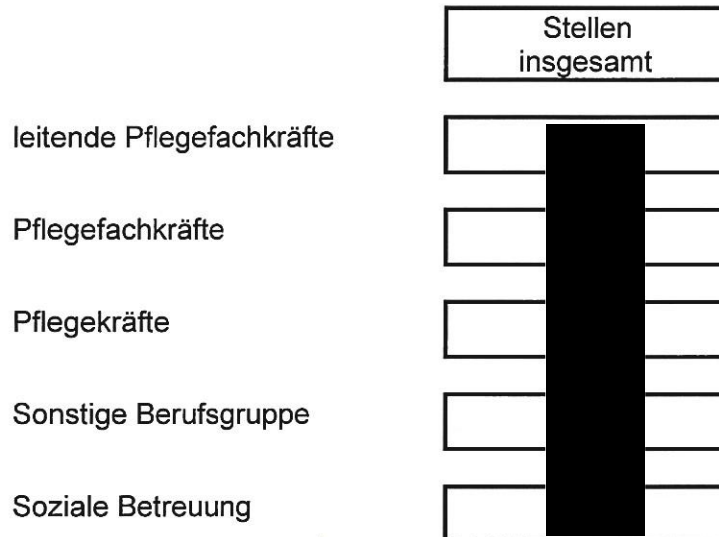 Stellen
insgesamt
leitende Pflegefachkräfte
Pflegefachkräfte
Pflegekräfte
Sonstige Berufsgruppe
Soziale Betreuung